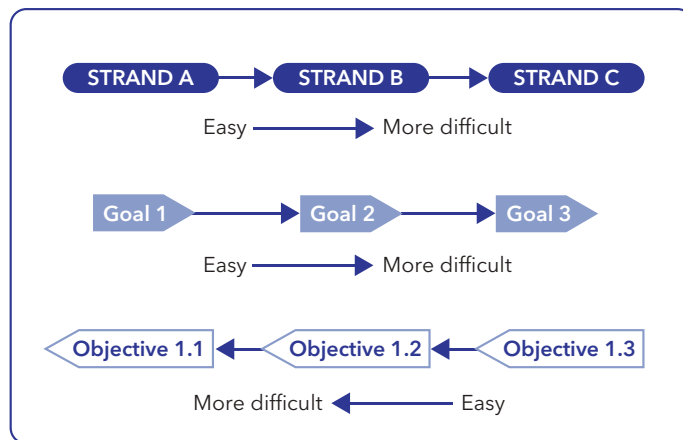 STRAND A STRAND B STRAND C
Easy More difficult
Goal 1 Goal 2 Goal 3
Easy More difficult
Objective 1.1 Objective 1.2 Objective 1.3
More difficult Easy